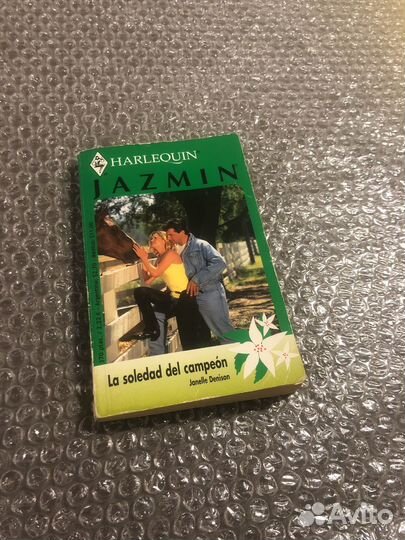 HARLEQUIN®
JAZMIN
La soledad del campeón
Janelle Denison
Avito